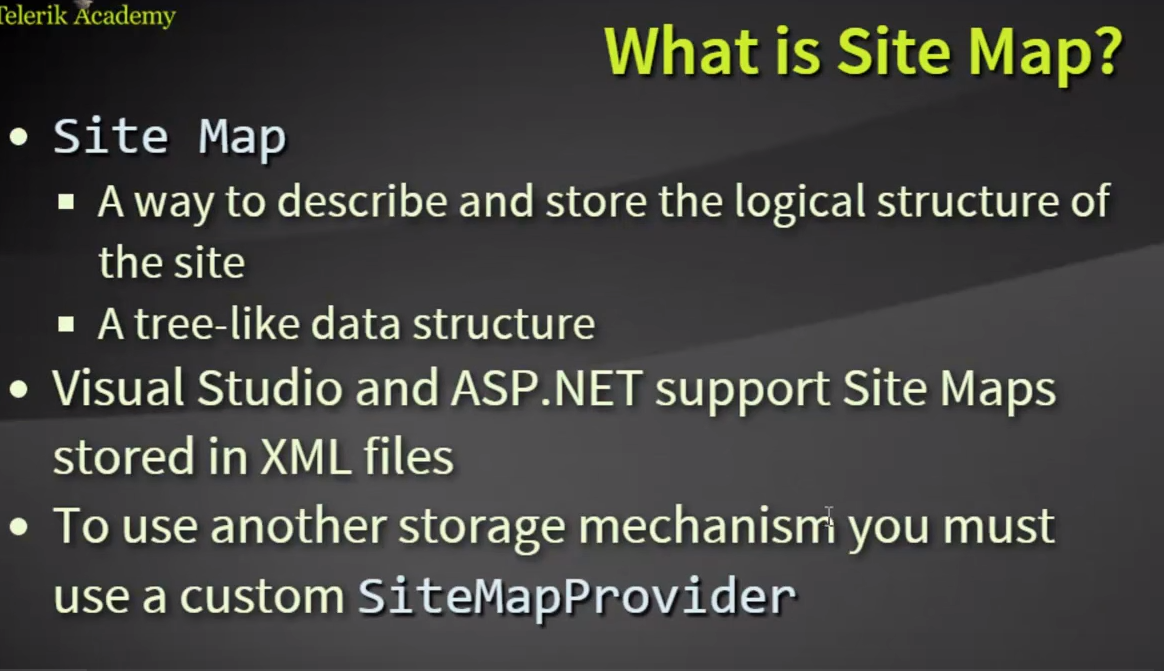 Telerik Academy
What is Site Map?
• Site Map
▪ A way to describe and store the logical structure of
the site
▪ A tree-like data structure
• Visual Studio and ASP.NET support Site Maps
stored in XML files
• To use another storage mechanism you must
use a custom SiteMapProvider